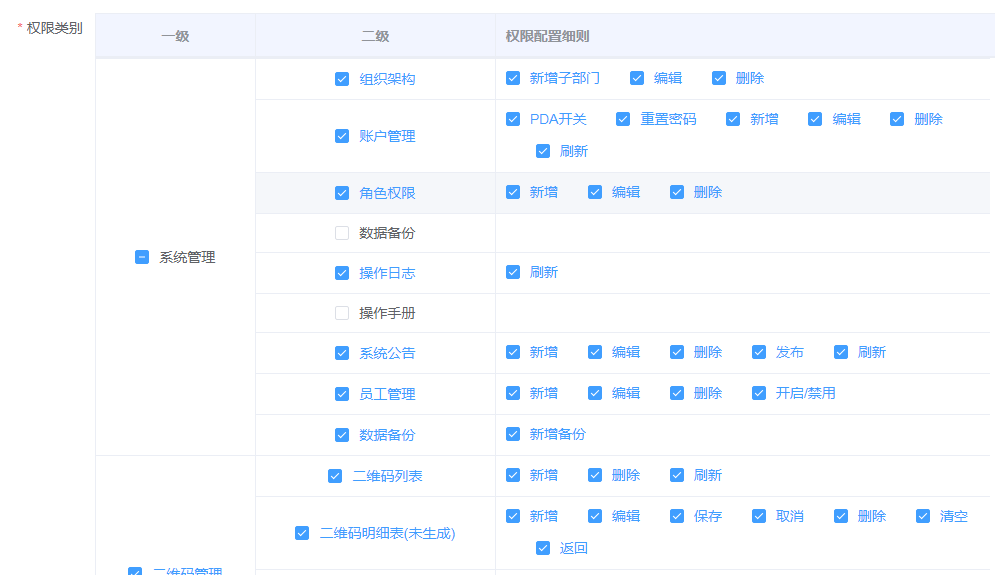 * 权限类别
一级 二级 权限配置细则
组织架构 新增子部门 编辑 删除
账户管理 PDA开关 重置密码 新增 编辑 删除
刷新
角色权限 新增 编辑 删除
数据备份
系统管理
操作日志 刷新
操作手册
系统公告 新增 编辑 删除 发布 刷新
员工管理 新增 编辑 删除 开启/禁用
数据备份 新增备份
二维码列表 新增 删除 刷新
二维码明细表(未生成) 新增 编辑 保存 取消 删除 清空
返回
二维码管理